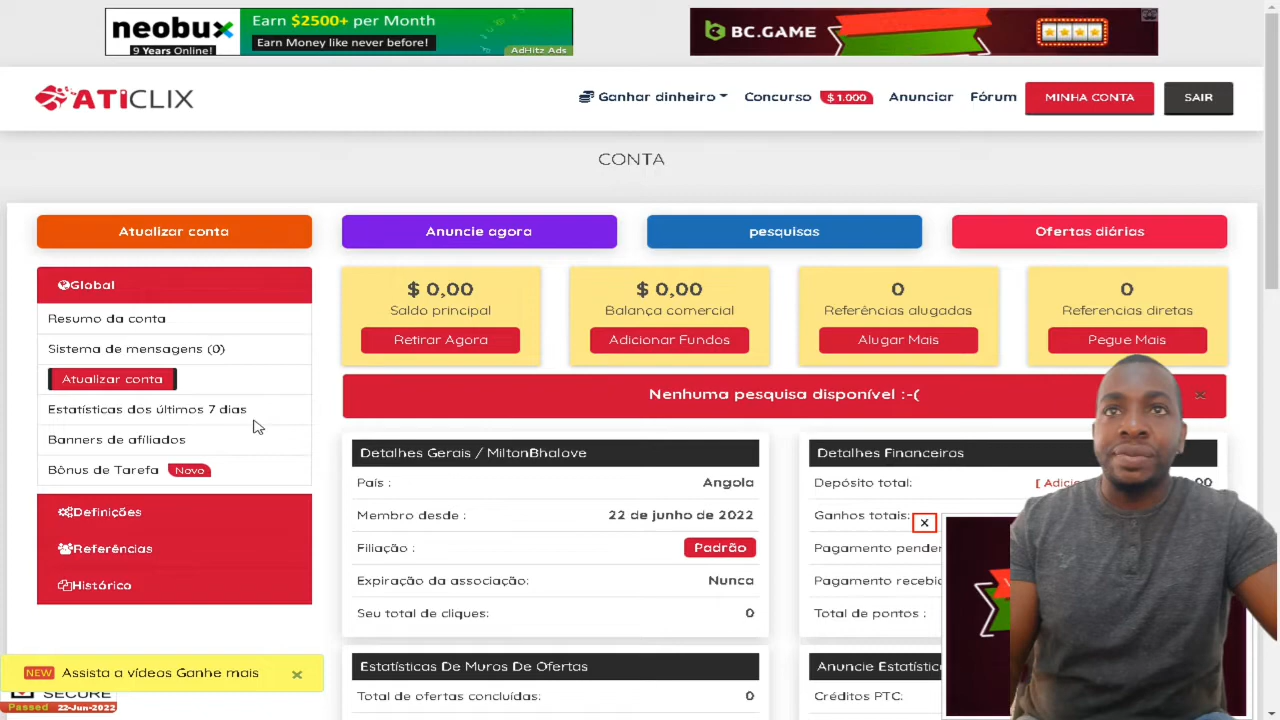 neobux
9 Years Online!
Earn $2500+ per Month
Earn Money like never before!
AdHitz Ads
BC.GAME
ATICLIX
Ganhar dinheiro
Concurso $ 1.000
Anunciar
Fórum
MINHA CONTA
SAIR
CONTA
Atualizar conta
Anuncie agora
pesquisas
Ofertas diárias
Global
Resumo da conta
Sistema de mensagens (0)
Atualizar conta
Estatísticas dos últimos 7 dias
Banners de afiliados
Bônus de Tarefa Novo
Definições
Referências
Histórico
$ 0,00
Saldo principal
Retirar Agora
$ 0,00
Balança comercial
Adicionar Fundos
0
Referências alugadas
Alugar Mais
0
Referencias diretas
Pegue Mais
Nenhuma pesquisa disponível :-(
Detalhes Gerais / MiltonBhalove
País : Angola
Membro desde : 22 de junho de 2022
Filiação : Padrão
Expiração da associação: Nunca
Seu total de cliques: 0
Detalhes Financeiros
Depósito total:
Ganhos totais:
Pagamento
Pagamento
Total de pontos :
Estatísticas De Muros De Ofertas
Total de ofertas concluídas: 0
Anuncie
Créditos PTC:
NEW Assista a vídeos Ganhe mais
SECURE
Passed 22-Jun-2022